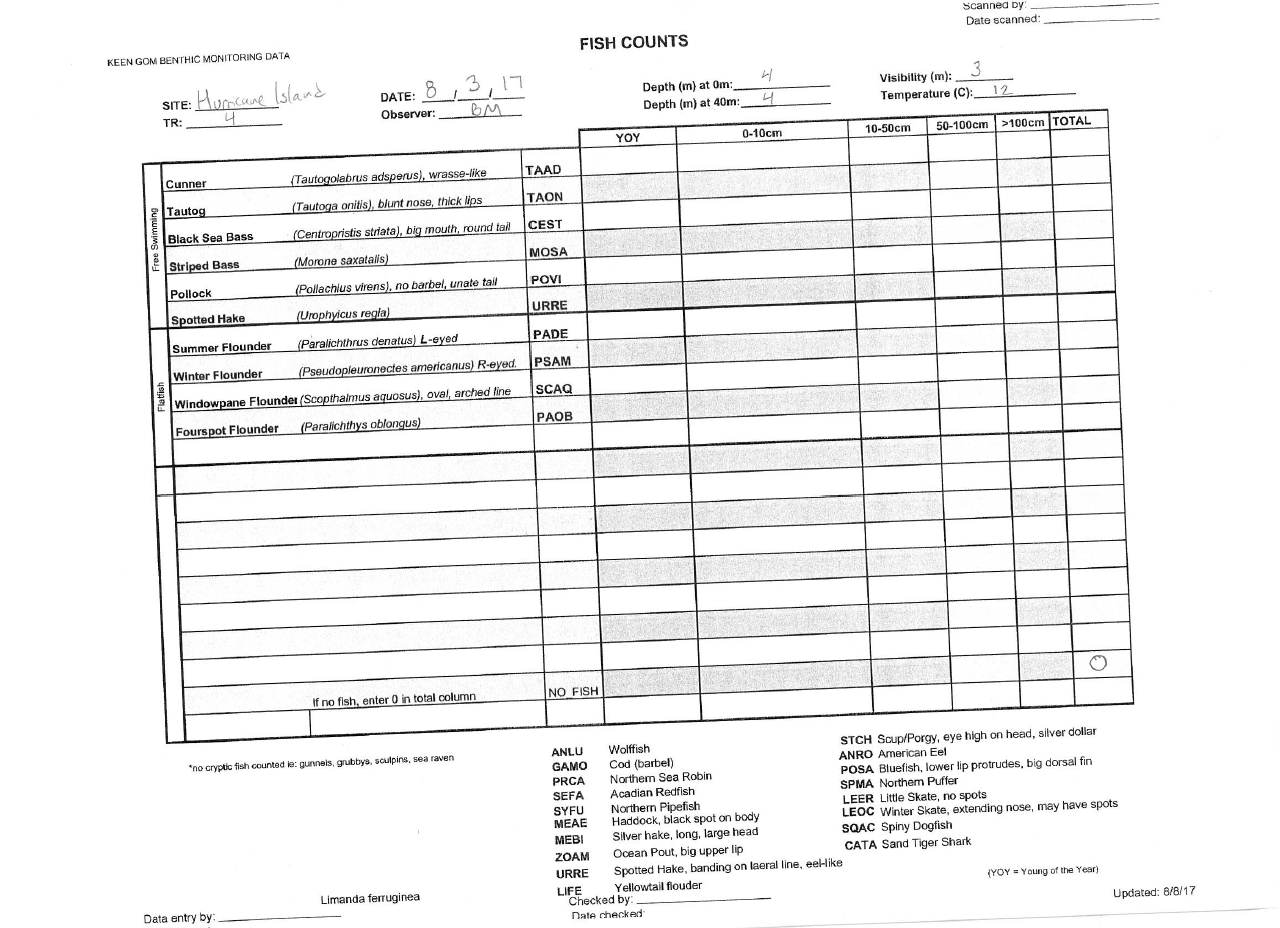 Scanned by:
Date scanned:
FISH COUNTS
KEEN GOM BENTHIC MONITORING DATA
SITE: Hurricane Island
TR: 4
DATE: 8 / 3 / 17
Observer: BM
Depth (m) at 0m: 4
Depth (m) at 40m: 4
Visibility (m): 3
Temperature (C): 12
YOY 0-10cm 10-50cm 50-100cm >100cm TOTAL
Free Swimming
Cunner (Tautogolabrus adsperus), wrasse-like TAAD
Tautog (Tautoga onitis), blunt nose, thick lips TAON
Black Sea Bass (Centropristis striata), big mouth, round tail CEST
Striped Bass (Morone saxatalis) MOSA
Pollock (Pollachius virens), no barbel, unate tail POVI
Spotted Hake (Urophyicus regla) URRE
Flatfish
Summer Flounder (Paralichthrus denatus) L-eyed PADE
Winter Flounder (Pseudopleuronectes americanus) R-eyed. PSAM
Windowpane Flounder (Scopthalmus aquosus), oval, arched line SCAQ
Fourspot Flounder (Paralichthys oblongus) PAOB
If no fish, enter 0 in total column NO_FISH 0
*no cryptic fish counted ie: gunnels, grubbys, sculpins, sea raven
ANLU Wolffish
GAMO Cod (barbel)
PRCA Northern Sea Robin
SEFA Acadian Redfish
SYFU Northern Pipefish
MEAE Haddock, black spot on body
MEBI Silver hake, long, large head
ZOAM Ocean Pout, big upper lip
URRE Spotted Hake, banding on laeral line, eel-like
LIFE Yellowtail flouder
STCH Scup/Porgy, eye high on head, silver dollar
ANRO American Eel
POSA Bluefish, lower lip protrudes, big dorsal fin
SPMA Northern Puffer
LEER Little Skate, no spots
LEOC Winter Skate, extending nose, may have spots
SQAC Spiny Dogfish
CATA Sand Tiger Shark
(YOY = Young of the Year)
Limanda ferruginea
Data entry by:
Checked by:
Date checked:
Updated: 8/8/17